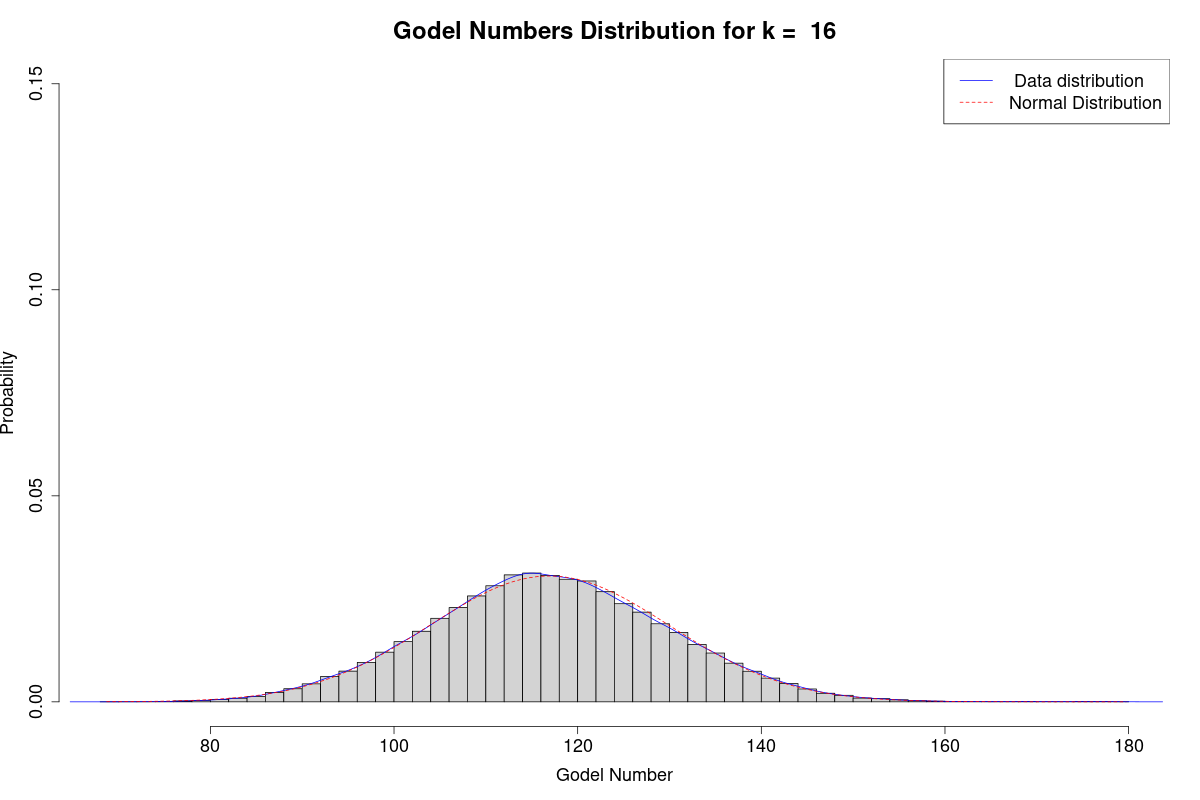 Godel Numbers Distribution for k =  16
Data distribution
Normal Distribution
0.15
0.10
0.05
0.00
Probability
80 100 120 140 160 180
Godel Number